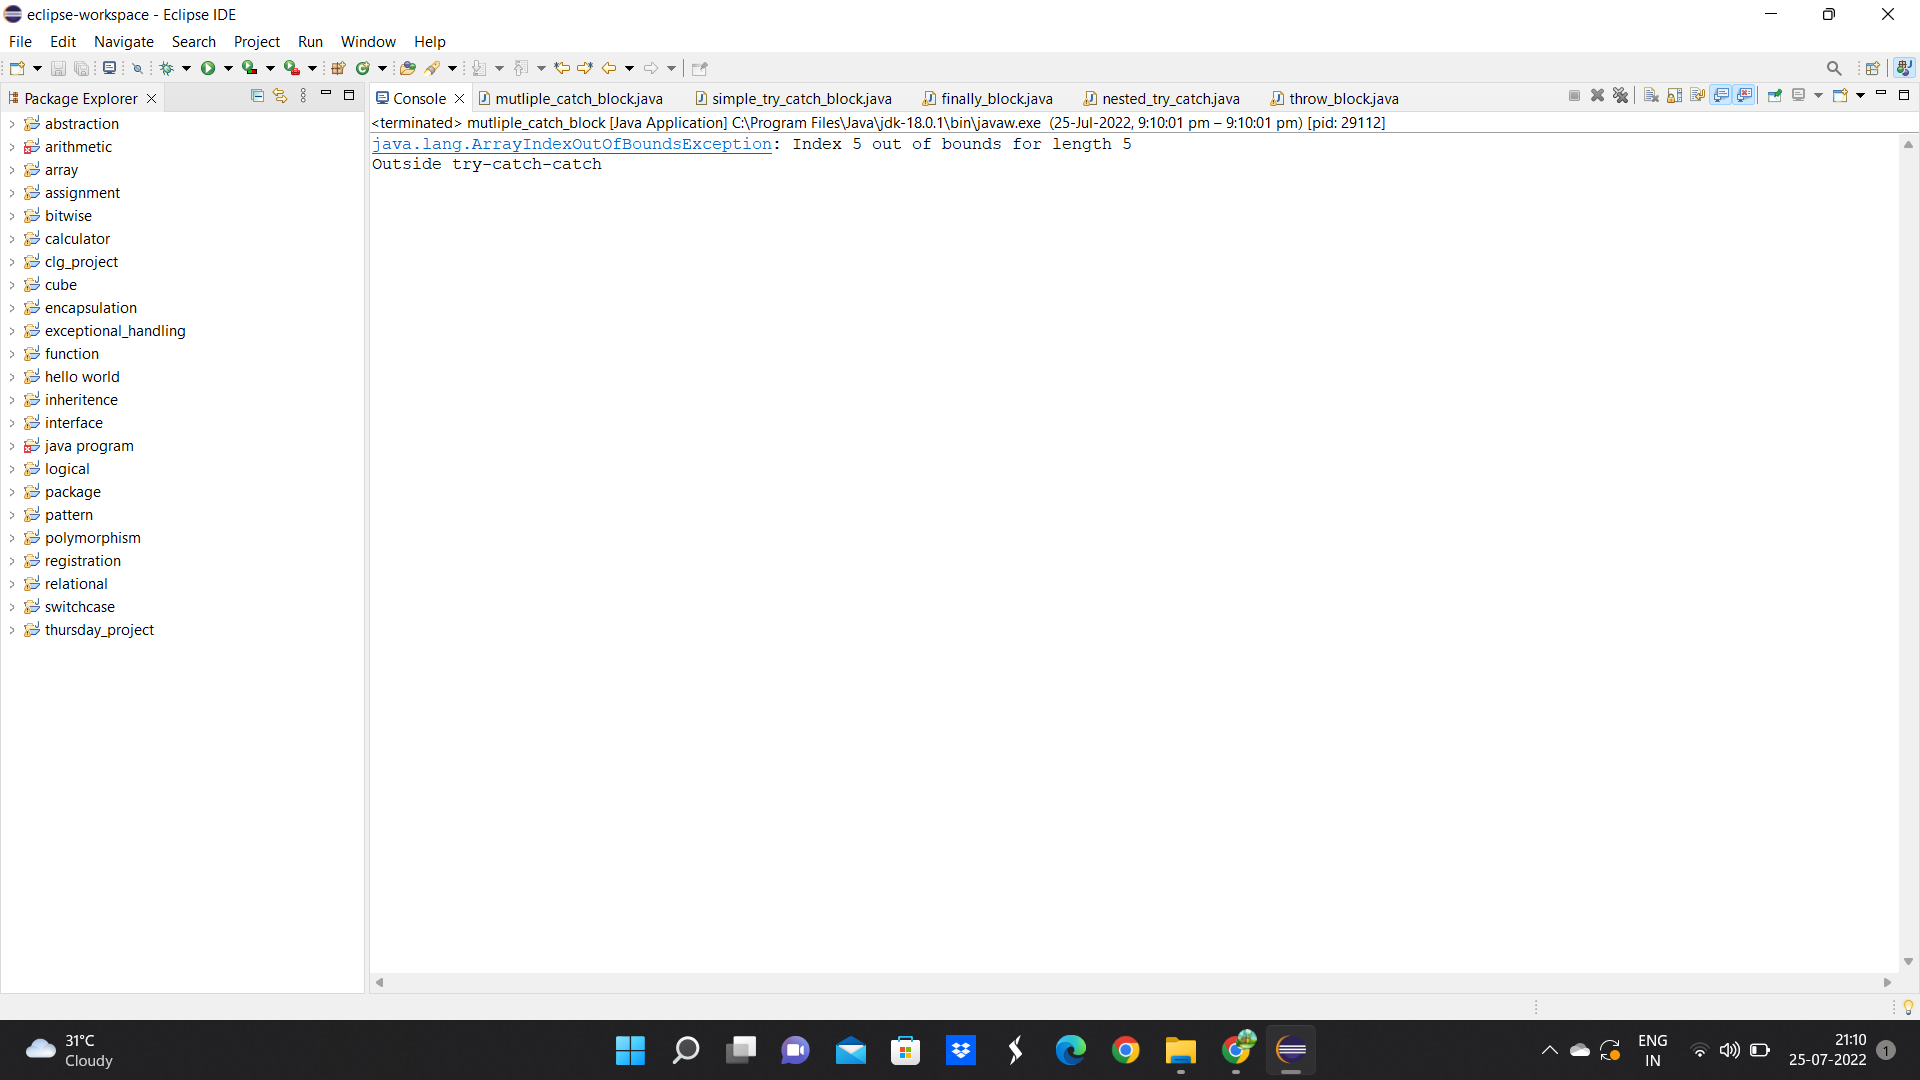 eclipse-workspace - Eclipse IDE
File Edit Navigate Search Project Run Window Help
Package Explorer
abstraction
arithmetic
array
assignment
bitwise
calculator
clg_project
cube
encapsulation
exceptional_handling
function
hello world
inheritence
interface
java program
logical
package
pattern
polymorphism
registration
relational
switchcase
thursday_project
Console mutliple_catch_block.java simple_try_catch_block.java finally_block.java nested_try_catch.java throw_block.java
<terminated> mutliple_catch_block [Java Application] C:\Program Files\Java\jdk-18.0.1\bin\javaw.exe (25-Jul-2022, 9:10:01 pm – 9:10:01 pm) [pid: 29112]
java.lang.ArrayIndexOutOfBoundsException: Index 5 out of bounds for length 5
Outside try-catch-catch
31°C
Cloudy
ENG
IN
21:10
25-07-2022
1